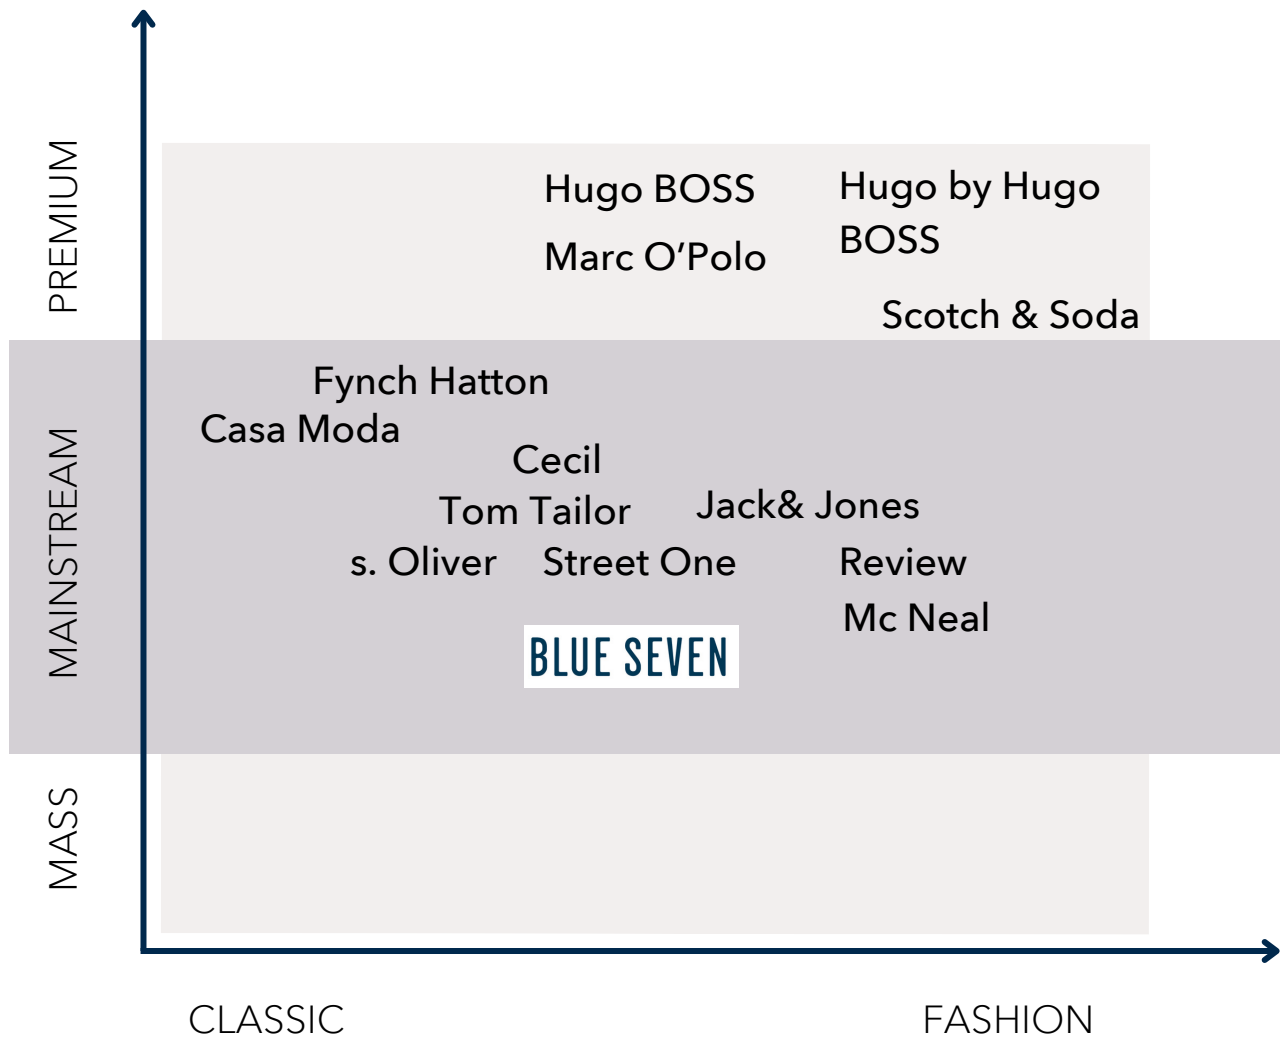 PREMIUM
Hugo BOSS
Hugo by Hugo
BOSS
Marc O’Polo
Scotch & Soda
MAINSTREAM
Fynch Hatton
Casa Moda
Cecil
Tom Tailor
Jack& Jones
s. Oliver
Street One
Review
Mc Neal
BLUE SEVEN
MASS
CLASSIC
FASHION